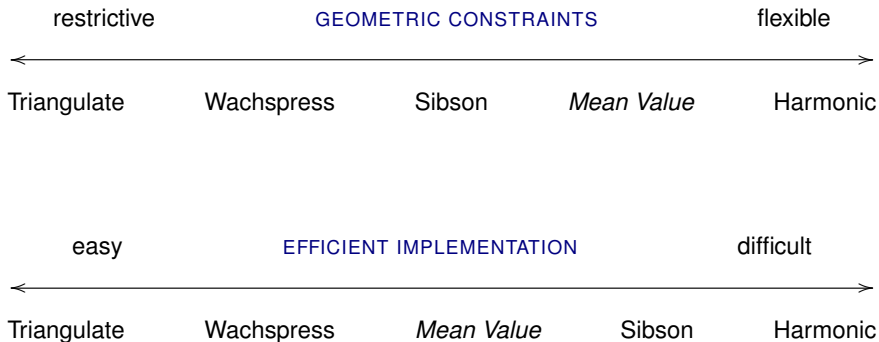 restrictive GEOMETRIC CONSTRAINTS flexible
Triangulate Wachspress Sibson Mean Value Harmonic
easy EFFICIENT IMPLEMENTATION difficult
Triangulate Wachspress Mean Value Sibson Harmonic